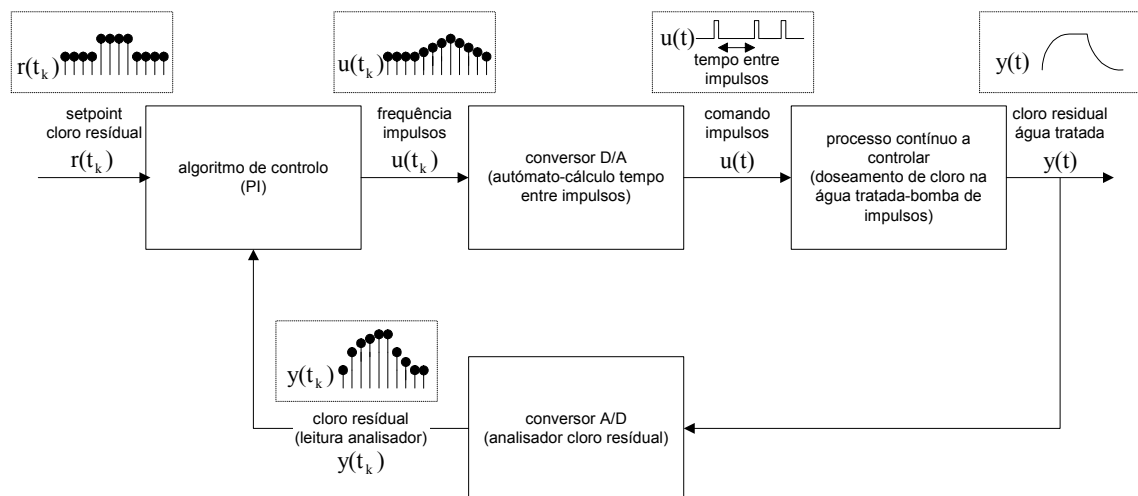 r(tk)
u(tk)
u(t)
tempo entre
impulsos
y(t)
setpoint
cloro resídual
r(tk)
algoritmo de controlo
(PI)
frequência
impulsos
u(tk)
conversor D/A
(autómato-cálculo tempo
entre impulsos)
comando
impulsos
u(t)
processo contínuo a
controlar
(doseamento de cloro na
água tratada-bomba de
impulsos)
cloro residual
água tratada
y(t)
y(tk)
cloro resídual
(leitura analisador)
y(tk)
conversor A/D
(analisador cloro resídual)